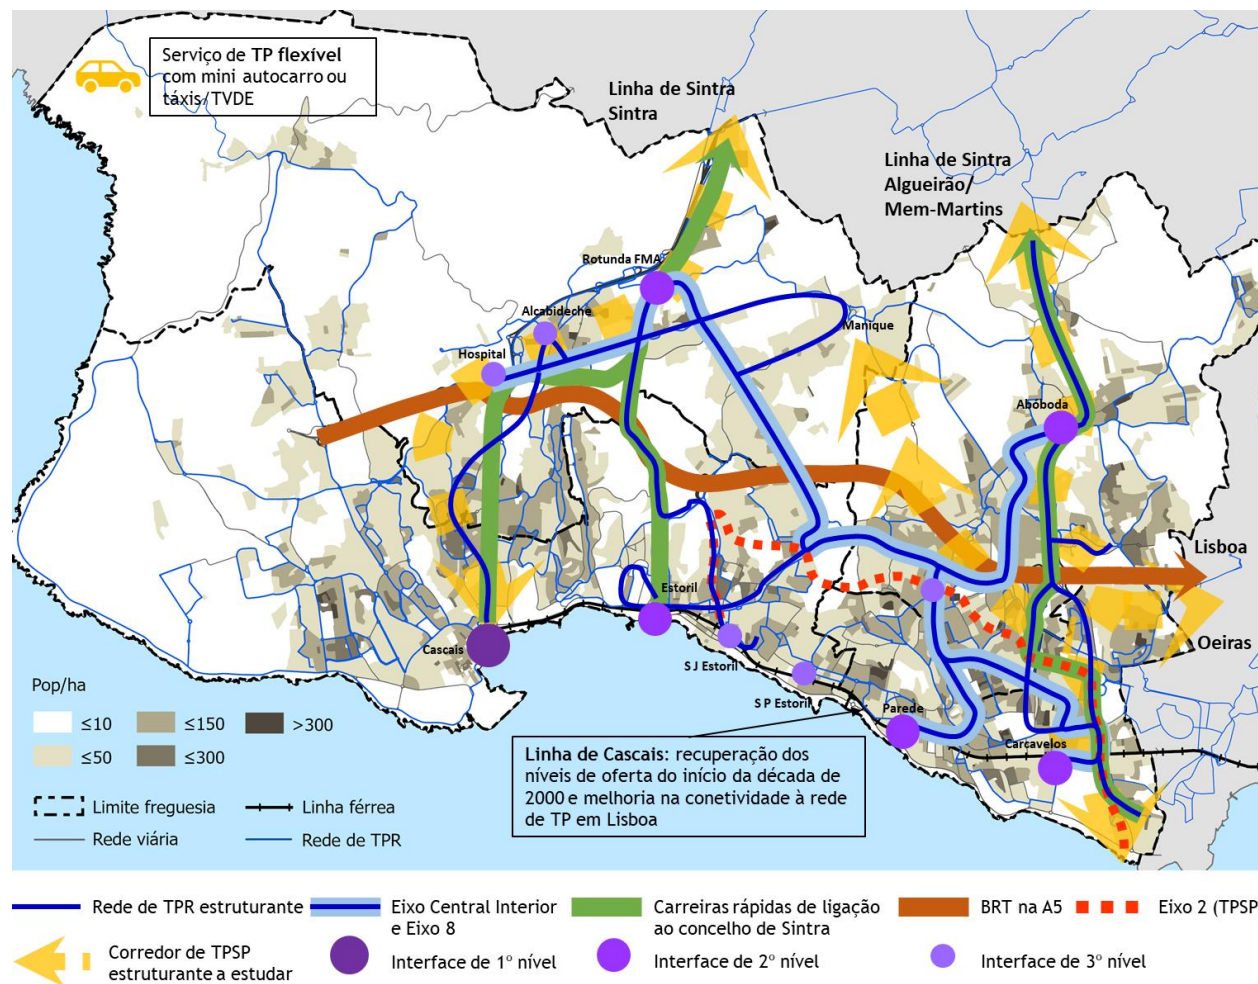 Serviço de TP flexível
com mini autocarro ou
táxis/TVDE
Linha de Sintra
Sintra
Linha de Sintra
Algueirão/
Mem-Martins
Rotunda FMA
Alcabideche
Manique
Hospital
Abóboda
Lisboa
Estoril
Oeiras
Cascais
S J Estoril
S P Estoril
Parede
Carcavelos
Pop/ha
≤10
≤150
>300
≤50
≤300
Linha de Cascais: recuperação dos
níveis de oferta do início da década de
2000 e melhoria na conetividade à rede
de TP em Lisboa
Limite freguesia
Linha férrea
Rede viária
Rede de TPR
Rede de TPR estruturante
Eixo Central Interior
e Eixo 8
Carreiras rápidas de ligação
ao concelho de Sintra
BRT na A5
Eixo 2 (TPSP
Corredor de TPSP
estruturante a estudar
Interface de 1º nível
Interface de 2º nível
Interface de 3º nível